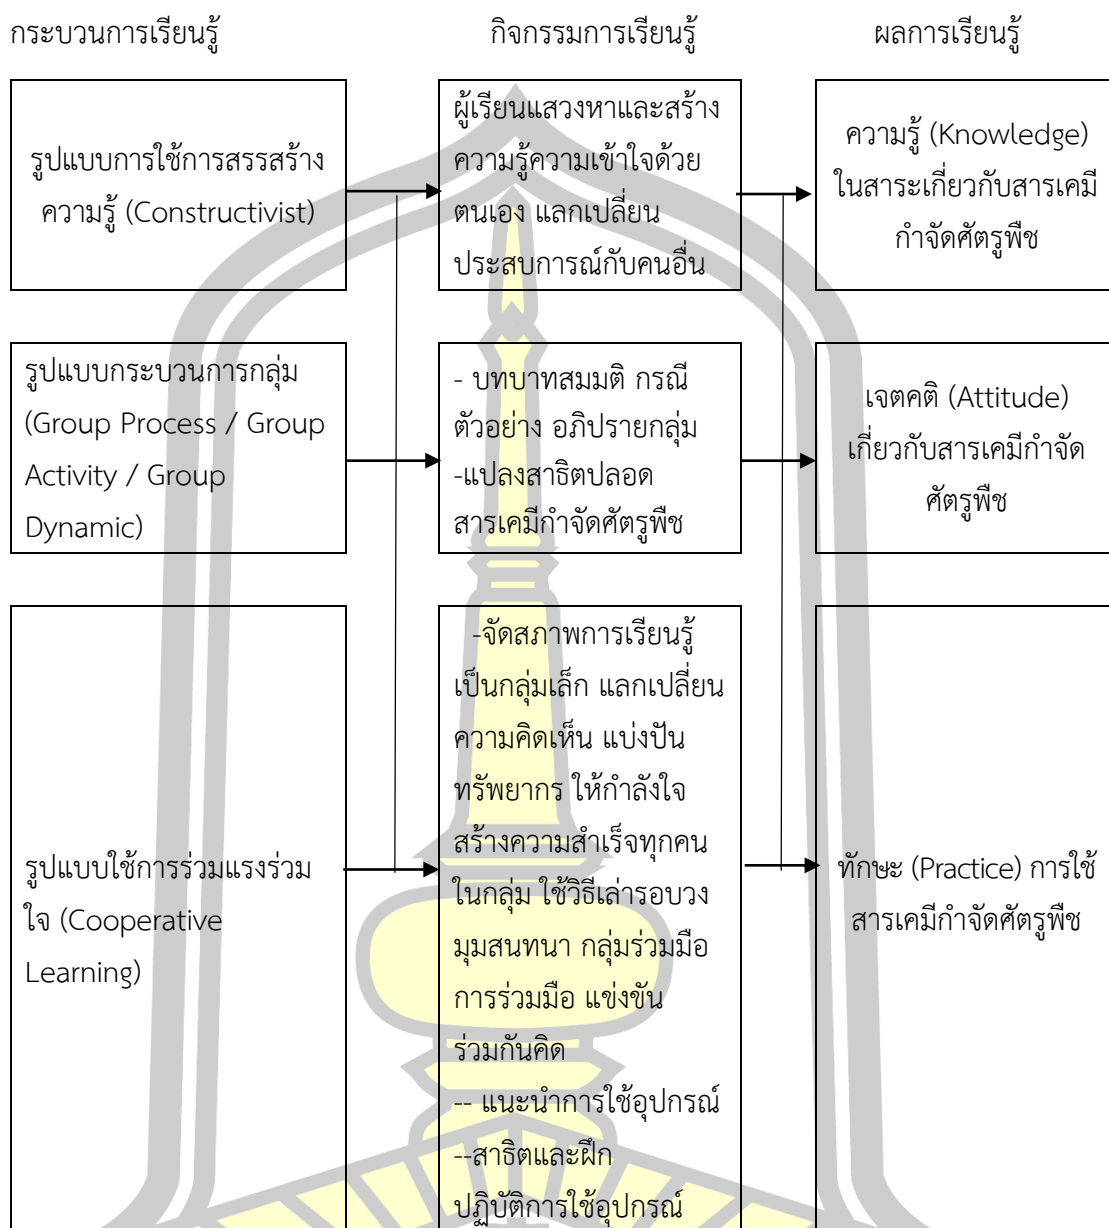 กระบวนการเรียนรู้
กิจกรรมการเรียนรู้
ผลการเรียนรู้
รูปแบบการใช้การสรรสร้าง
ความรู้ (Constructivist)
ผู้เรียนแสวงหาและสร้าง
ความรู้ความเข้าใจด้วย
ตนเอง แลกเปลี่ยน
ประสบการณ์กับคนอื่น
ความรู้ (Knowledge)
ในสาระเกี่ยวกับสารเคมี
กำจัดศัตรูพืช
รูปแบบกระบวนการกลุ่ม
(Group Process / Group
Activity / Group
Dynamic)
- บทบาทสมมติ กรณี
ตัวอย่าง อภิปรายกลุ่ม
-แปลงสาธิตปลอด
สารเคมีกำจัดศัตรูพืช
เจตคติ (Attitude)
เกี่ยวกับสารเคมีกำจัด
ศัตรูพืช
รูปแบบใช้การร่วมแรงร่วม
ใจ (Cooperative
Learning)
-จัดสภาพการเรียนรู้
เป็นกลุ่มเล็ก แลกเปลี่ยน
ความคิดเห็น แบ่งปัน
ทรัพยากร ให้กำลังใจ
สร้างความสำเร็จทุกคน
ในกลุ่ม ใช้วิธีเล่ารอบวง
มุมสนทนา กลุ่มร่วมมือ
การร่วมมือ แข่งขัน
ร่วมกันคิด
-- แนะนำการใช้อุปกรณ์
--สาธิตและฝึก
ปฏิบัติการใช้อุปกรณ์
ทักษะ (Practice) การใช้
สารเคมีกำจัดศัตรูพืช